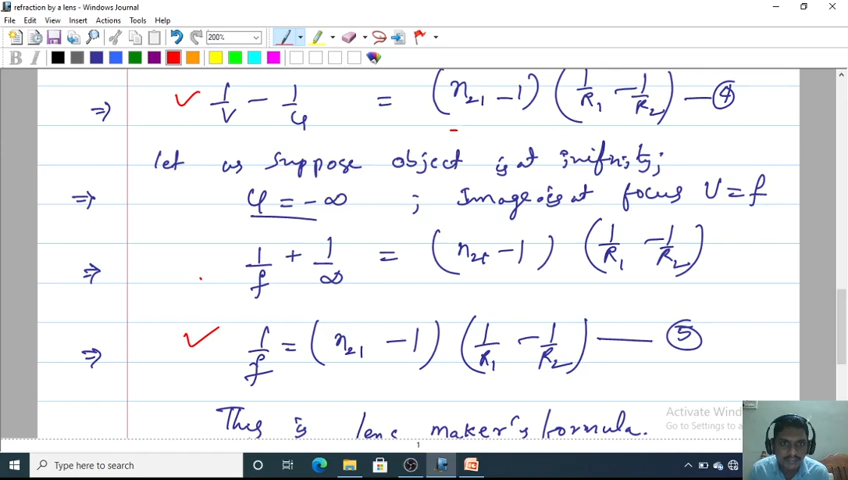 refraction by a lens - Windows Journal
File Edit View Insert Actions Tools Help
200%
B I
⇒ ✓ 1/v - 1/u = (n21 - 1) (1/R1 - 1/R2) — ④
let us suppose object is at infinity;
⇒ u = -∞ ; Image is at focus V = f
⇒ 1/f + 1/∞ = (n21 - 1) (1/R1 - 1/R2)
⇒ ✓ 1/f = (n21 - 1) (1/R1 - 1/R2) — ⑤
This is lens maker's formula.
Activate Wind
Go to Settings to a
1
Type here to search